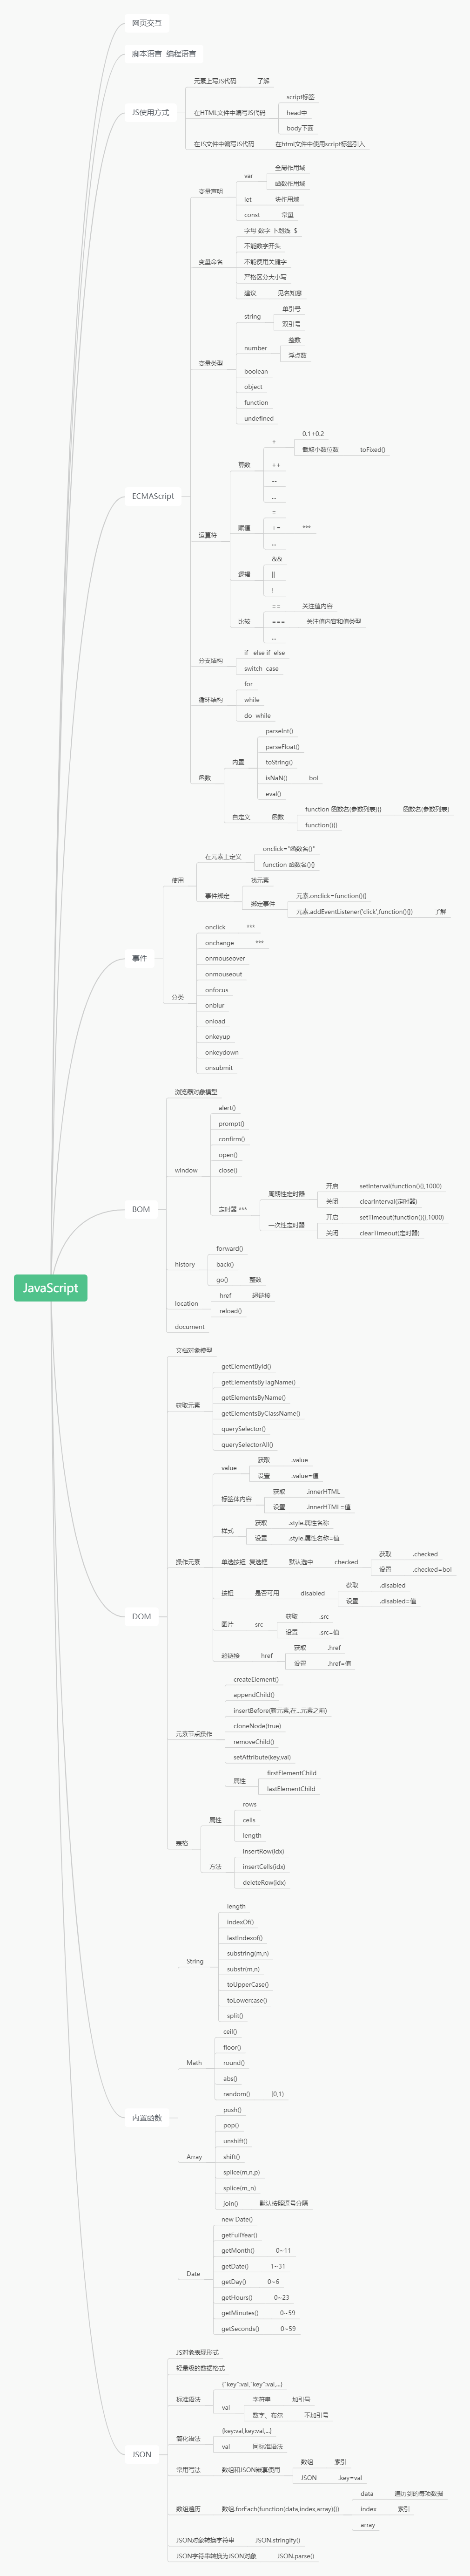 网页交互
脚本语言 编程语言
JS使用方式
元素上写JS代码 了解
在HTML文件中编写JS代码
script标签
head中
body下面
在JS文件中编写JS代码 在html文件中使用script标签引入
ECMAScript
变量声明
var
全局作用域
函数作用域
let 块作用域
const 常量
变量命名
字母 数字 下划线 $
不能数字开头
不能使用关键字
严格区分大小写
建议 见名知意
变量类型
string
单引号
双引号
number
整数
浮点数
boolean
object
function
undefined
运算符
算数
+
0.1+0.2
截取小数位数 toFixed()
++
--
...
赋值
=
+= ***
...
逻辑
&&
||
!
比较
== 关注值内容
=== 关注值内容和值类型
...
分支结构
if else if else
switch case
循环结构
for
while
do while
函数
内置
parseInt()
parseFloat()
toString()
isNaN() bol
eval()
自定义 函数
function 函数名(参数列表){} 函数名(参数列表)
function(){}
事件
使用
在元素上定义
onclick="函数名()"
function 函数名(){}
事件绑定
找元素
绑定事件
元素.onclick=function(){}
元素.addEventListener('click',function(){}) 了解
分类
onclick ***
onchange ***
onmouseover
onmouseout
onfocus
onblur
onload
onkeyup
onkeydown
onsubmit
BOM
浏览器对象模型
window
alert()
prompt()
confirm()
open()
close()
定时器 ***
周期性定时器
开启 setInterval(function(){},1000)
关闭 clearInterval(定时器)
一次性定时器
开启 setTimeout(function(){},1000)
关闭 clearTimeout(定时器)
history
forward()
back()
go() 整数
location
href 超链接
reload()
document
JavaScript
DOM
文档对象模型
获取元素
getElementById()
getElementsByTagName()
getElementsByName()
getElementsByClassName()
querySelector()
querySelectorAll()
操作元素
value
获取 .value
设置 .value=值
标签体内容
获取 .innerHTML
设置 .innerHTML=值
样式
获取 .style.属性名称
设置 .style.属性名称=值
单选按钮 复选框 默认选中 checked
获取 .checked
设置 .checked=bol
按钮 是否可用 disabled
获取 .disabled
设置 .disabled=值
图片 src
获取 .src
设置 .src=值
超链接 href
获取 .href
设置 .href=值
元素节点操作
createElement()
appendChild()
insertBefore(新元素,在...元素之前)
cloneNode(true)
removeChild()
setAttribute(key,val)
属性
firstElementChild
lastElementChild
表格
属性
rows
cells
length
方法
insertRow(idx)
insertCells(idx)
deleteRow(idx)
内置函数
String
length
indexOf()
lastIndexof()
substring(m,n)
substr(m,n)
toUpperCase()
toLowercase()
split()
Math
ceil()
floor()
round()
abs()
random() [0,1)
Array
push()
pop()
unshift()
shift()
splice(m,n,p)
splice(m,,n)
join() 默认按照逗号分隔
Date
new Date()
getFullYear()
getMonth() 0~11
getDate() 1~31
getDay() 0~6
getHours() 0~23
getMinutes() 0~59
getSeconds() 0~59
JSON
JS对象表现形式
轻量级的数据格式
标准语法
{"key":val,"key":val,...}
val
字符串 加引号
数字、布尔 不加引号
简化语法
{key:val,key:val,...}
val 同标准语法
常用写法 数组和JSON嵌套使用
数组 索引
JSON .key=val
数组遍历 数组.forEach(function(data,index,array){})
data 遍历到的每项数据
index 索引
array
JSON对象转换字符串 JSON.stringify()
JSON字符串转换为JSON对象 JSON.parse()